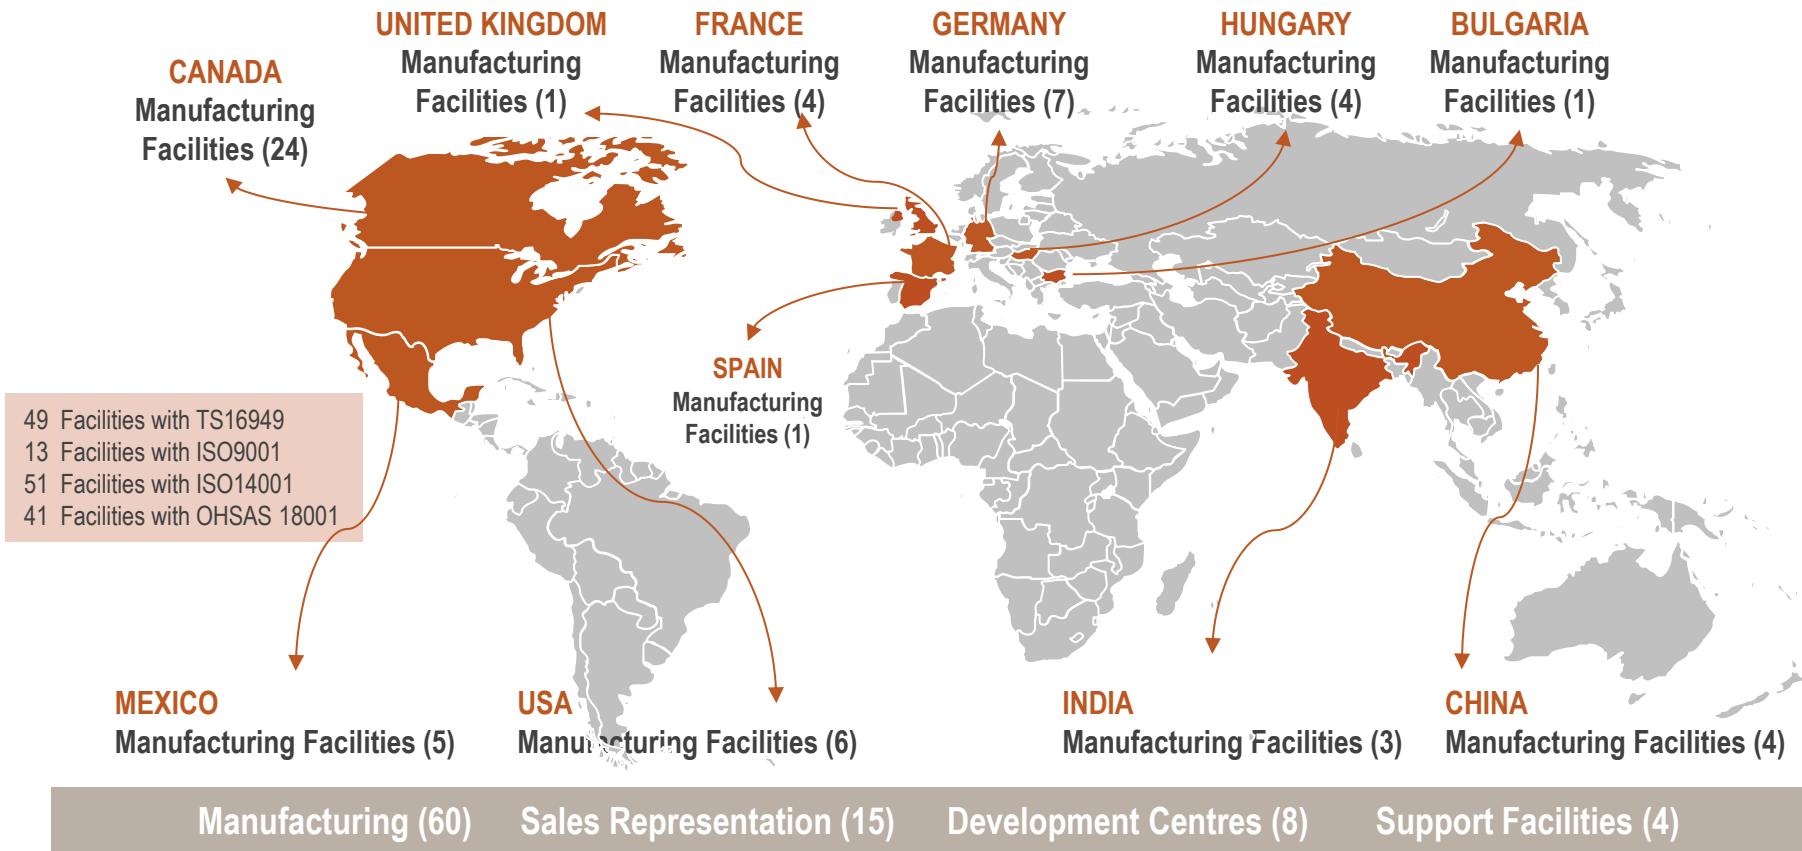 UNITED KINGDOM
Manufacturing
Facilities (1)
FRANCE
Manufacturing
Facilities (4)
GERMANY
Manufacturing
Facilities (7)
HUNGARY
Manufacturing
Facilities (4)
BULGARIA
Manufacturing
Facilities (1)
CANADA
Manufacturing
Facilities (24)
SPAIN
Manufacturing
Facilities (1)
49 Facilities with TS16949
13 Facilities with ISO9001
51 Facilities with ISO14001
41 Facilities with OHSAS 18001
MEXICO
Manufacturing Facilities (5)
USA
Manufacturing Facilities (6)
INDIA
Manufacturing Facilities (3)
CHINA
Manufacturing Facilities (4)
Manufacturing (60)
Sales Representation (15)
Development Centres (8)
Support Facilities (4)